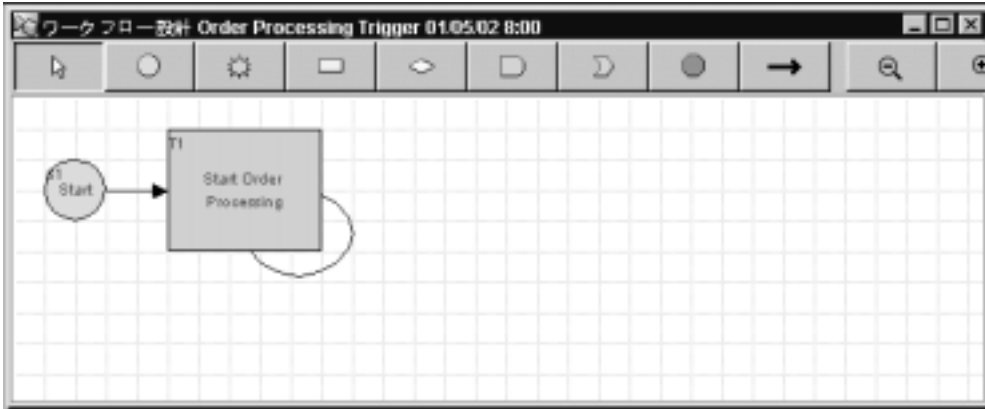 ワークフロー設計 Order Processing Trigger 01/05/02 8:00
S1
Start
T1
Start Order
Processing